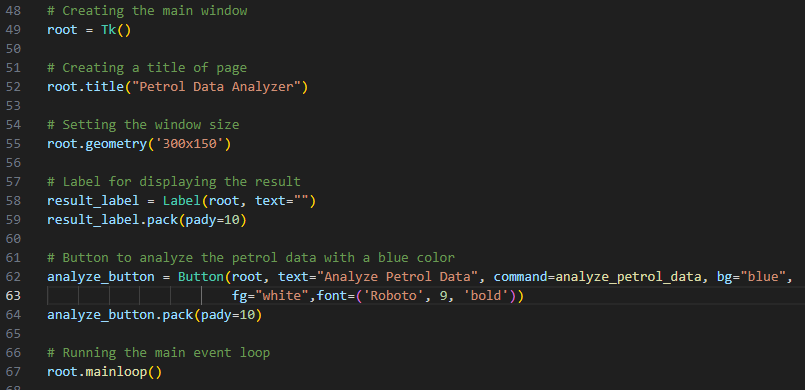 48 # Creating the main window
49 root = Tk()
50
51 # Creating a title of page
52 root.title("Petrol Data Analyzer")
53
54 # Setting the window size
55 root.geometry('300x150')
56
57 # Label for displaying the result
58 result_label = Label(root, text="")
59 result_label.pack(pady=10)
60
61 # Button to analyze the petrol data with a blue color
62 analyze_button = Button(root, text="Analyze Petrol Data", command=analyze_petrol_data, bg="blue",
63                         fg="white",font=('Roboto', 9, 'bold'))
64 analyze_button.pack(pady=10)
65
66 # Running the main event loop
67 root.mainloop()